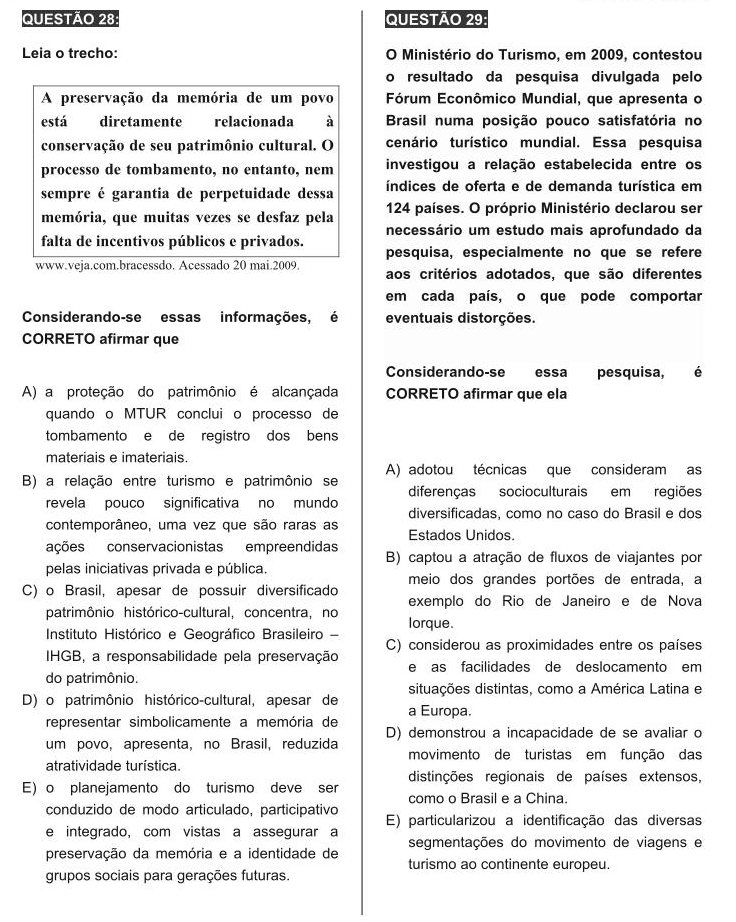 QUESTÃO 28:
Leia o trecho:
A preservação da memória de um povo
está diretamente relacionada à
conservação de seu patrimônio cultural. O
processo de tombamento, no entanto, nem
sempre é garantia de perpetuidade dessa
memória, que muitas vezes se desfaz pela
falta de incentivos públicos e privados.
www.veja.com.bracessdo. Acessado 20 mai.2009.
Considerando-se essas informações, é
CORRETO afirmar que
A) a proteção do patrimônio é alcançada
quando o MTUR conclui o processo de
tombamento e de registro dos bens
materiais e imateriais.
B) a relação entre turismo e patrimônio se
revela pouco significativa no mundo
contemporâneo, uma vez que são raras as
ações conservacionistas empreendidas
pelas iniciativas privada e pública.
C) o Brasil, apesar de possuir diversificado
patrimônio histórico-cultural, concentra, no
Instituto Histórico e Geográfico Brasileiro –
IHGB, a responsabilidade pela preservação
do patrimônio.
D) o patrimônio histórico-cultural, apesar de
representar simbolicamente a memória de
um povo, apresenta, no Brasil, reduzida
atratividade turística.
E) o planejamento do turismo deve ser
conduzido de modo articulado, participativo
e integrado, com vistas a assegurar a
preservação da memória e a identidade de
grupos sociais para gerações futuras.
QUESTÃO 29:
O Ministério do Turismo, em 2009, contestou
o resultado da pesquisa divulgada pelo
Fórum Econômico Mundial, que apresenta o
Brasil numa posição pouco satisfatória no
cenário turístico mundial. Essa pesquisa
investigou a relação estabelecida entre os
índices de oferta e de demanda turística em
124 países. O próprio Ministério declarou ser
necessário um estudo mais aprofundado da
pesquisa, especialmente no que se refere
aos critérios adotados, que são diferentes
em cada país, o que pode comportar
eventuais distorções.
Considerando-se essa pesquisa, é
CORRETO afirmar que ela
A) adotou técnicas que consideram as
diferenças socioculturais em regiões
diversificadas, como no caso do Brasil e dos
Estados Unidos.
B) captou a atração de fluxos de viajantes por
meio dos grandes portões de entrada, a
exemplo do Rio de Janeiro e de Nova
Iorque.
C) considerou as proximidades entre os países
e as facilidades de deslocamento em
situações distintas, como a América Latina e
a Europa.
D) demonstrou a incapacidade de se avaliar o
movimento de turistas em função das
distinções regionais de países extensos,
como o Brasil e a China.
E) particularizou a identificação das diversas
segmentações do movimento de viagens e
turismo ao continente europeu.